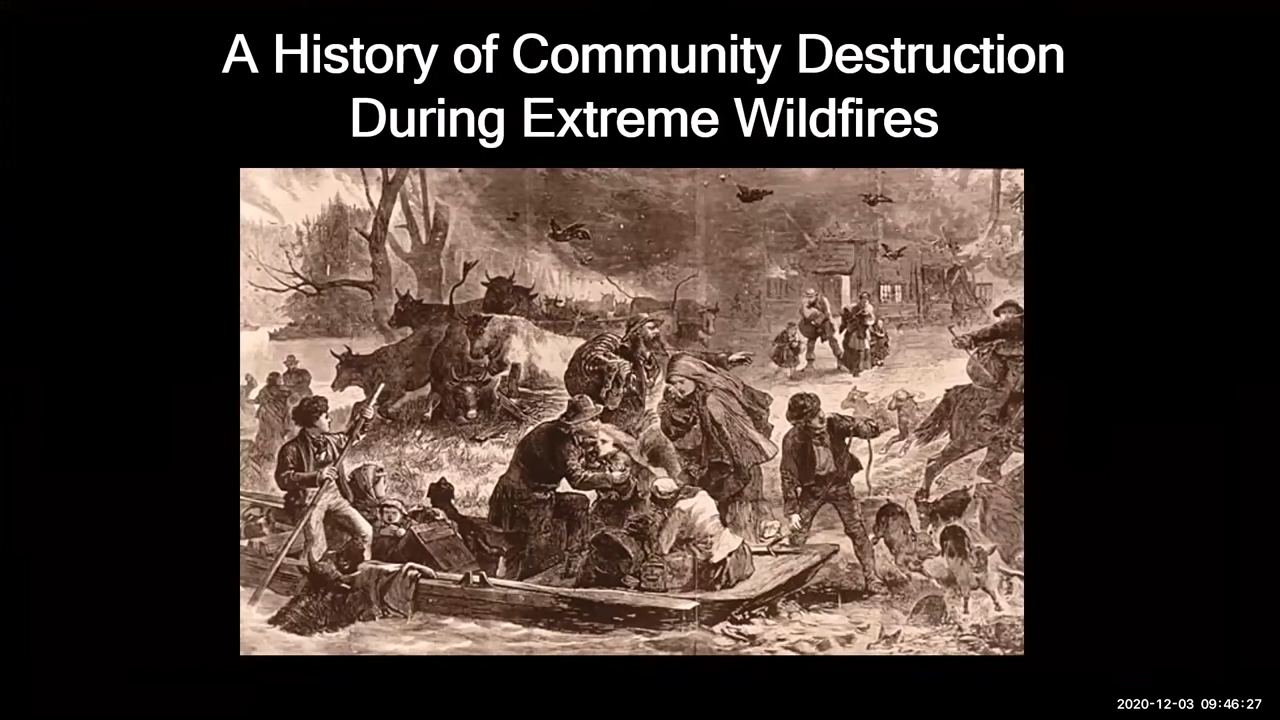 A History of Community Destruction
During Extreme Wildfires
2020-12-03 09:46:27